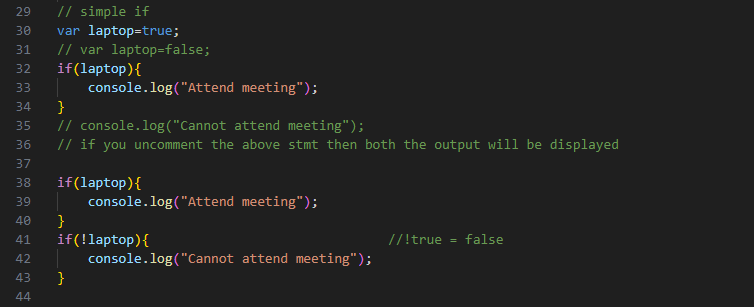 29 // simple if
30 var laptop=true;
31 // var laptop=false;
32 if(laptop){
33     console.log("Attend meeting");
34 }
35 // console.log("Cannot attend meeting");
36 // if you uncomment the above stmt then both the output will be displayed
37
38 if(laptop){
39     console.log("Attend meeting");
40 }
41 if(!laptop){                               //!true = false
42     console.log("Cannot attend meeting");
43 }
44